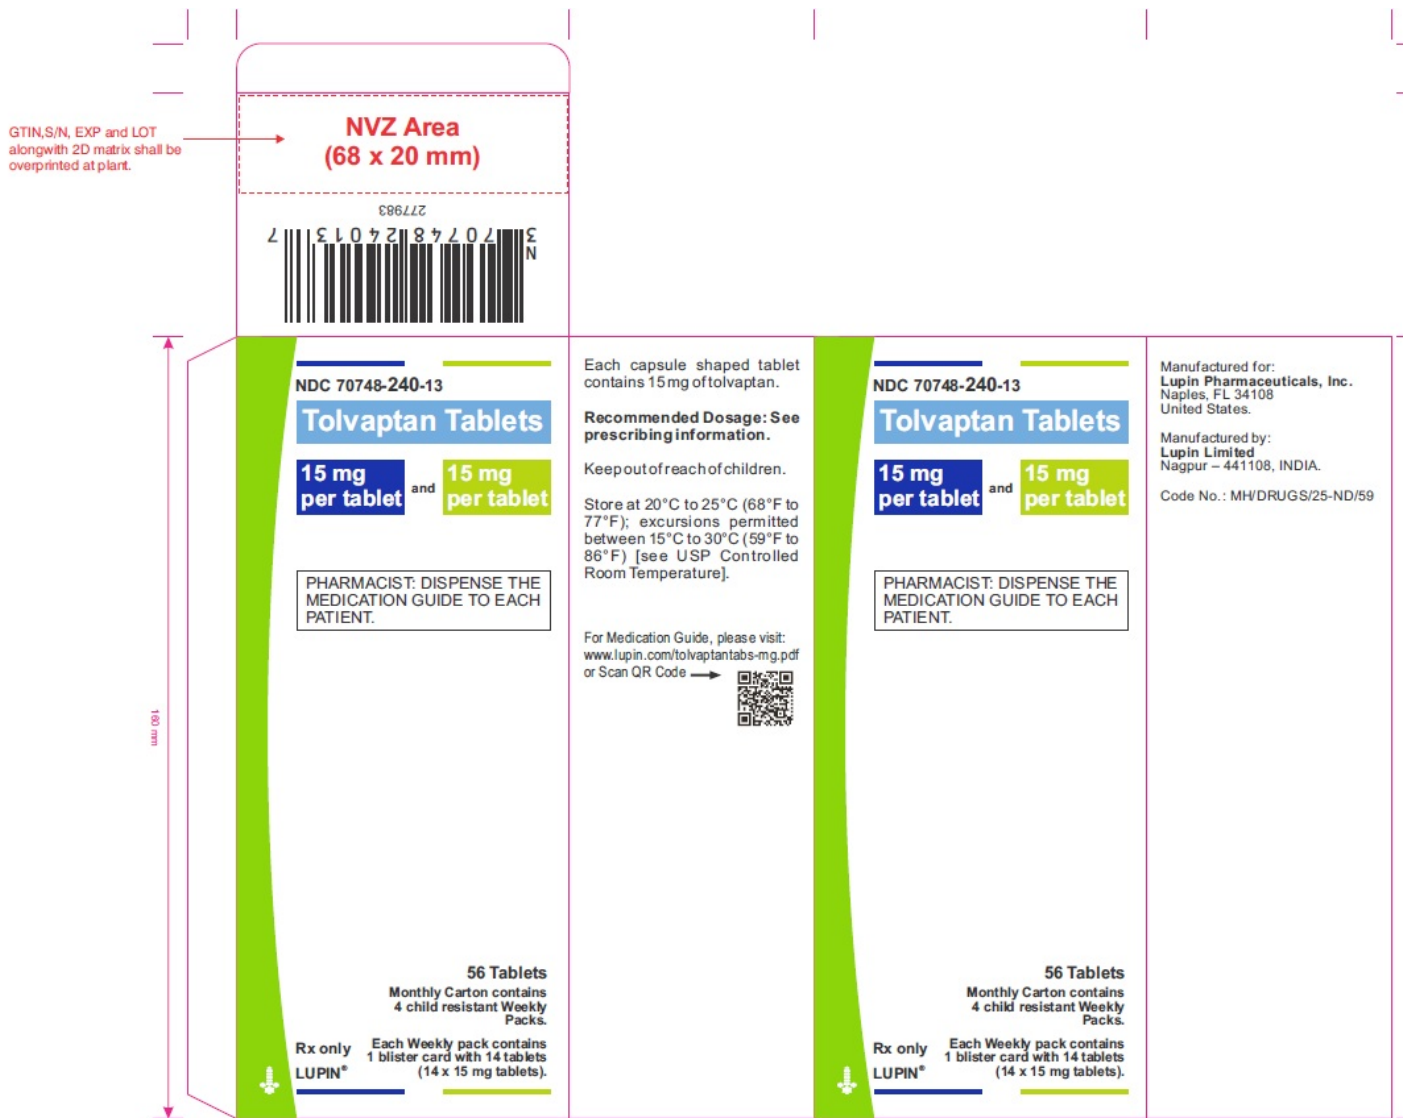 GTIN,S/N, EXP and LOT
alongwith 2D matrix shall be
overprinted at plant.
NVZ Area
(68 x 20 mm)
277983
N
3 70748 24013 7
160 mm
NDC 70748-240-13
Tolvaptan Tablets
15 mg
per tablet
and
15 mg
per tablet
PHARMACIST: DISPENSE THE
MEDICATION GUIDE TO EACH
PATIENT.
56 Tablets
Monthly Carton contains
4 child resistant Weekly
Packs.
Each Weekly pack contains
1 blister card with 14 tablets
(14 x 15 mg tablets).
Rx only
LUPIN®
Each capsule shaped tablet
contains 15 mg of tolvaptan.
Recommended Dosage: See
prescribing information.
Keep out of reach of children.
Store at 20°C to 25°C (68°F to
77°F); excursions permitted
between 15°C to 30°C (59°F to
86°F) [see USP Controlled
Room Temperature].
For Medication Guide, please visit:
www.lupin.com/tolvaptantabs-mg.pdf
or Scan QR Code
NDC 70748-240-13
Tolvaptan Tablets
15 mg
per tablet
and
15 mg
per tablet
PHARMACIST: DISPENSE THE
MEDICATION GUIDE TO EACH
PATIENT.
56 Tablets
Monthly Carton contains
4 child resistant Weekly
Packs.
Each Weekly pack contains
1 blister card with 14 tablets
(14 x 15 mg tablets).
Rx only
LUPIN®
Manufactured for:
Lupin Pharmaceuticals, Inc.
Naples, FL 34108
United States.
Manufactured by:
Lupin Limited
Nagpur – 441108, INDIA.
Code No.: MH/DRUGS/25-ND/59